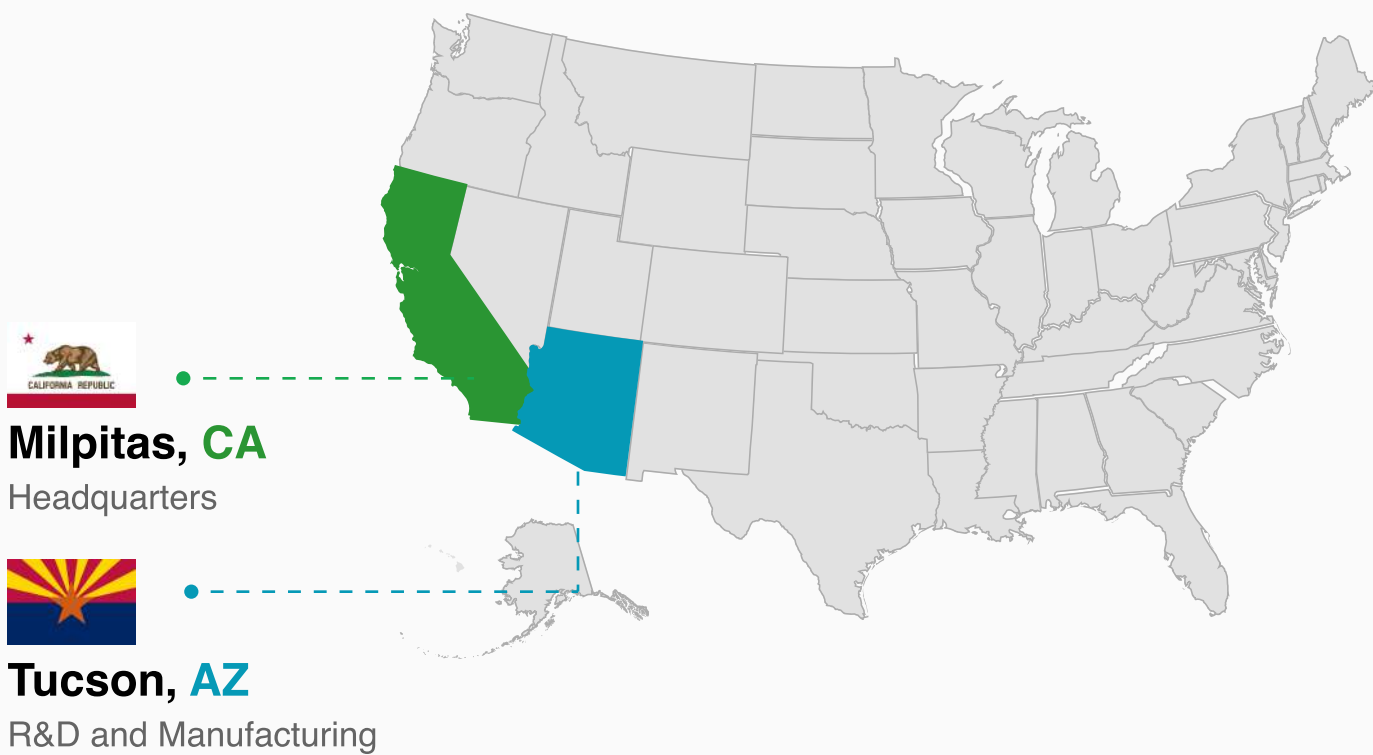 CALIFORNIA REPUBLIC
Milpitas, CA
Headquarters
Tucson, AZ
R&D and Manufacturing